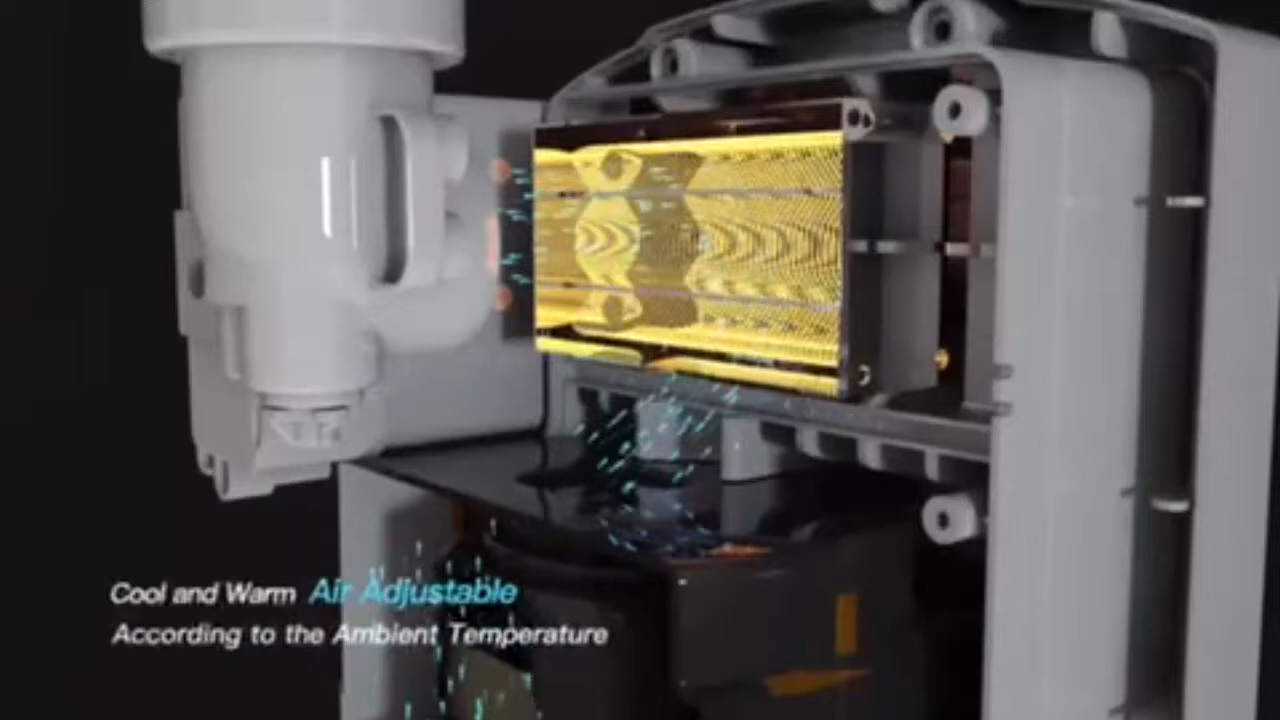 Cool and Warm Air Adjustable
According to the Ambient Temperature